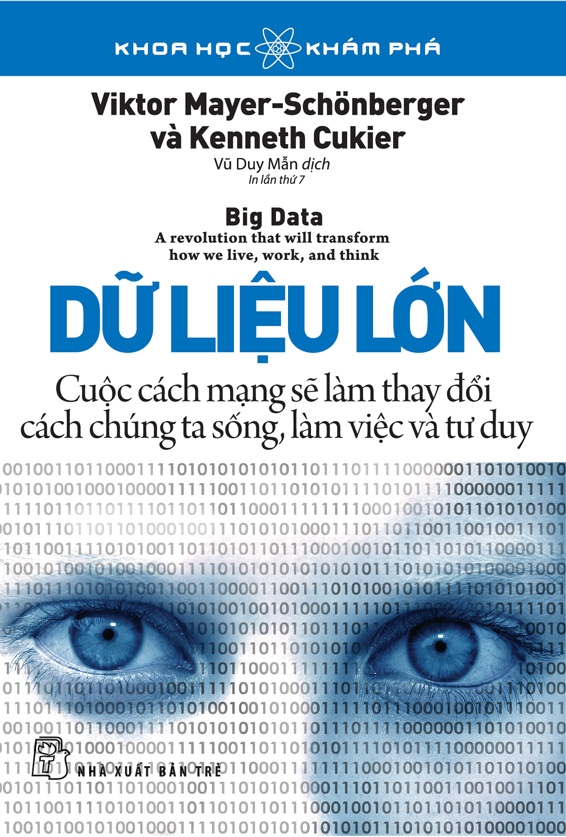 KHOA HỌC KHÁM PHÁ
Viktor Mayer-Schönberger
và Kenneth Cukier
Vũ Duy Mẫn dịch
In lần thứ 7
Big Data
A revolution that will transform
how we live, work, and think
DỮ LIỆU LỚN
Cuộc cách mạng sẽ làm thay đổi
cách chúng ta sống, làm việc và tư duy
NHÀ XUẤT BẢN TRẺ